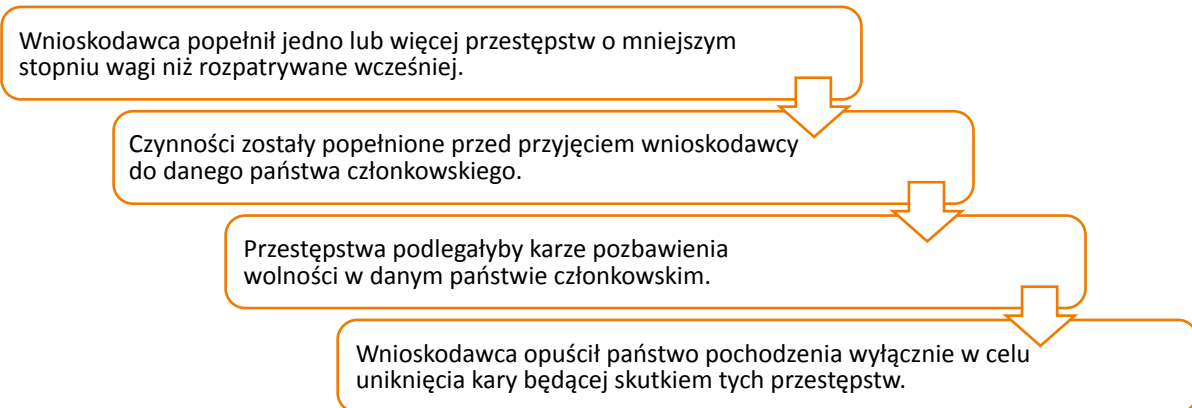 Wnioskodawca popełnił jedno lub więcej przestępstw o mniejszym
stopniu wagi niż rozpatrywane wcześniej.
Czynności zostały popełnione przed przyjęciem wnioskodawcy
do danego państwa członkowskiego.
Przestępstwa podlegałyby karze pozbawienia
wolności w danym państwie członkowskim.
Wnioskodawca opuścił państwo pochodzenia wyłącznie w celu
uniknięcia kary będącej skutkiem tych przestępstw.